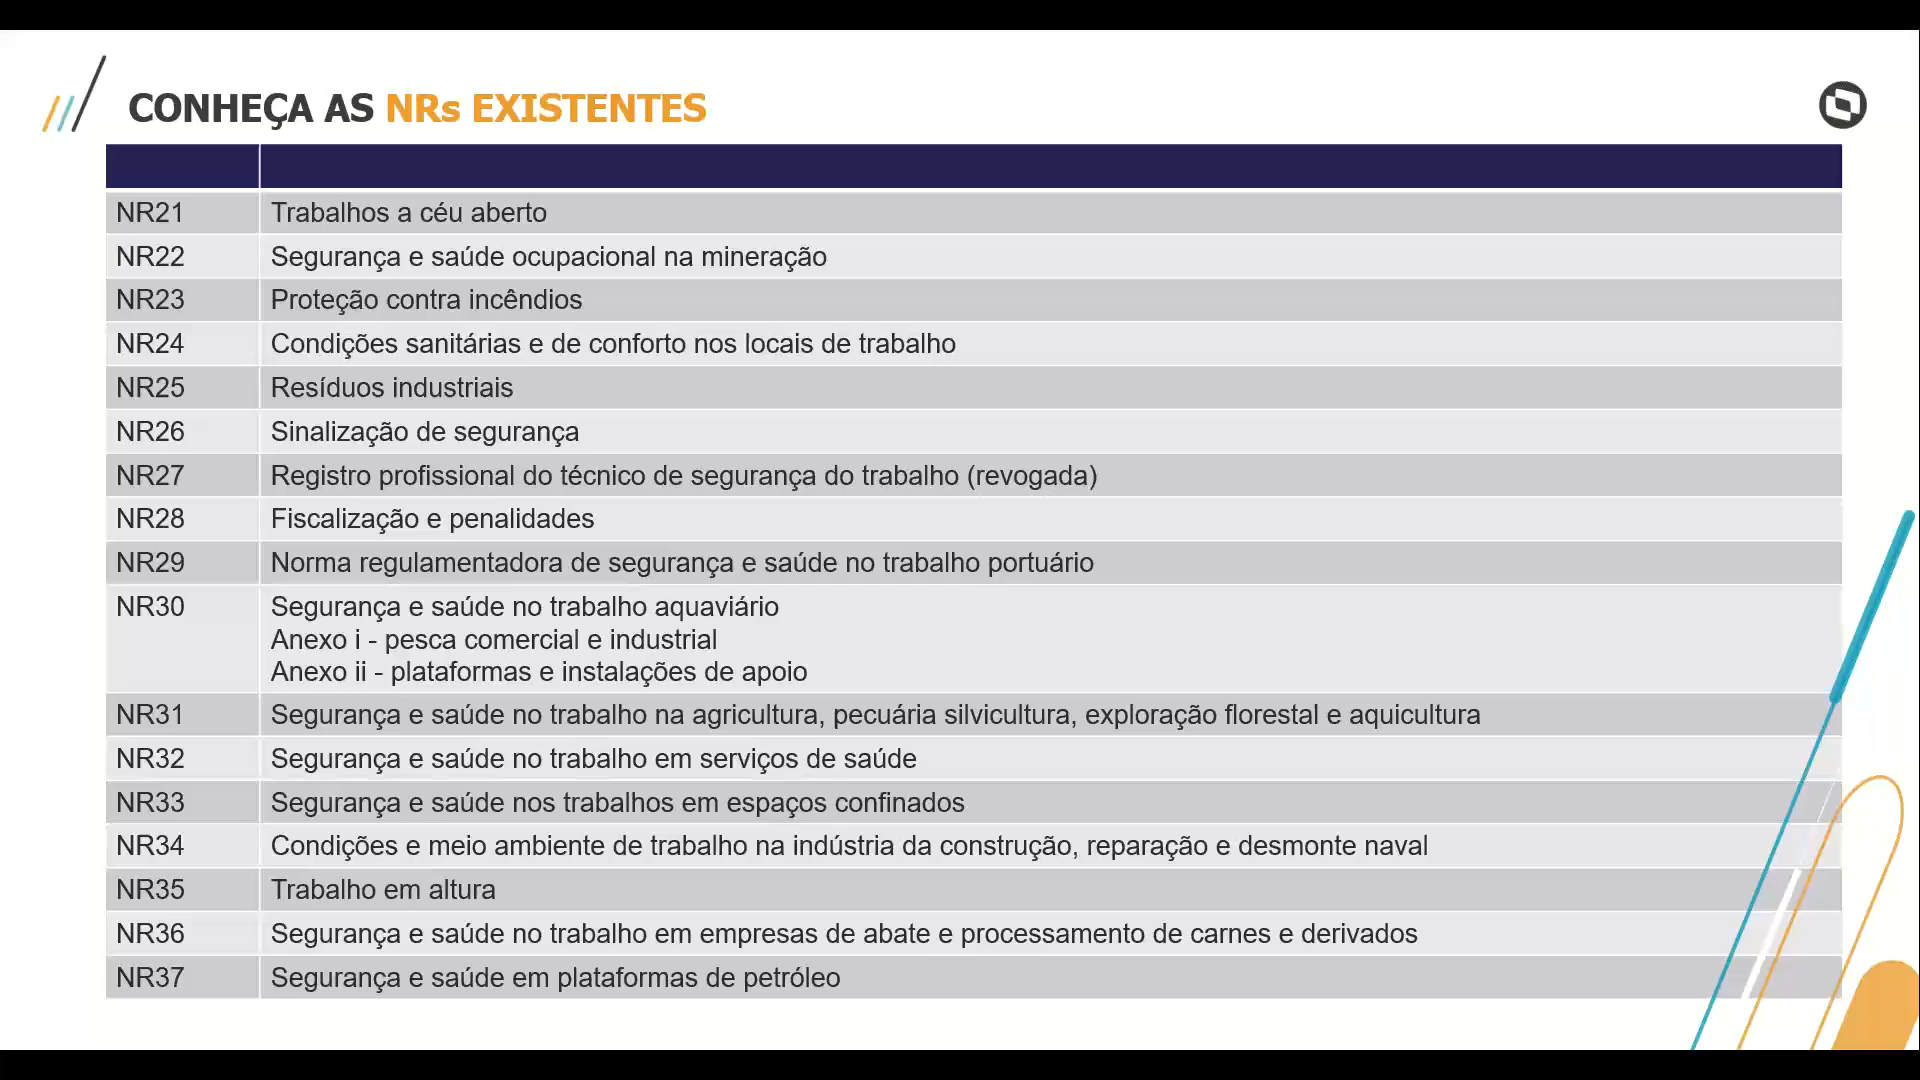 CONHEÇA AS NRs EXISTENTES
NR21 Trabalhos a céu aberto
NR22 Segurança e saúde ocupacional na mineração
NR23 Proteção contra incêndios
NR24 Condições sanitárias e de conforto nos locais de trabalho
NR25 Resíduos industriais
NR26 Sinalização de segurança
NR27 Registro profissional do técnico de segurança do trabalho (revogada)
NR28 Fiscalização e penalidades
NR29 Norma regulamentadora de segurança e saúde no trabalho portuário
NR30 Segurança e saúde no trabalho aquaviário
Anexo i - pesca comercial e industrial
Anexo ii - plataformas e instalações de apoio
NR31 Segurança e saúde no trabalho na agricultura, pecuária silvicultura, exploração florestal e aquicultura
NR32 Segurança e saúde no trabalho em serviços de saúde
NR33 Segurança e saúde nos trabalhos em espaços confinados
NR34 Condições e meio ambiente de trabalho na indústria da construção, reparação e desmonte naval
NR35 Trabalho em altura
NR36 Segurança e saúde no trabalho em empresas de abate e processamento de carnes e derivados
NR37 Segurança e saúde em plataformas de petróleo